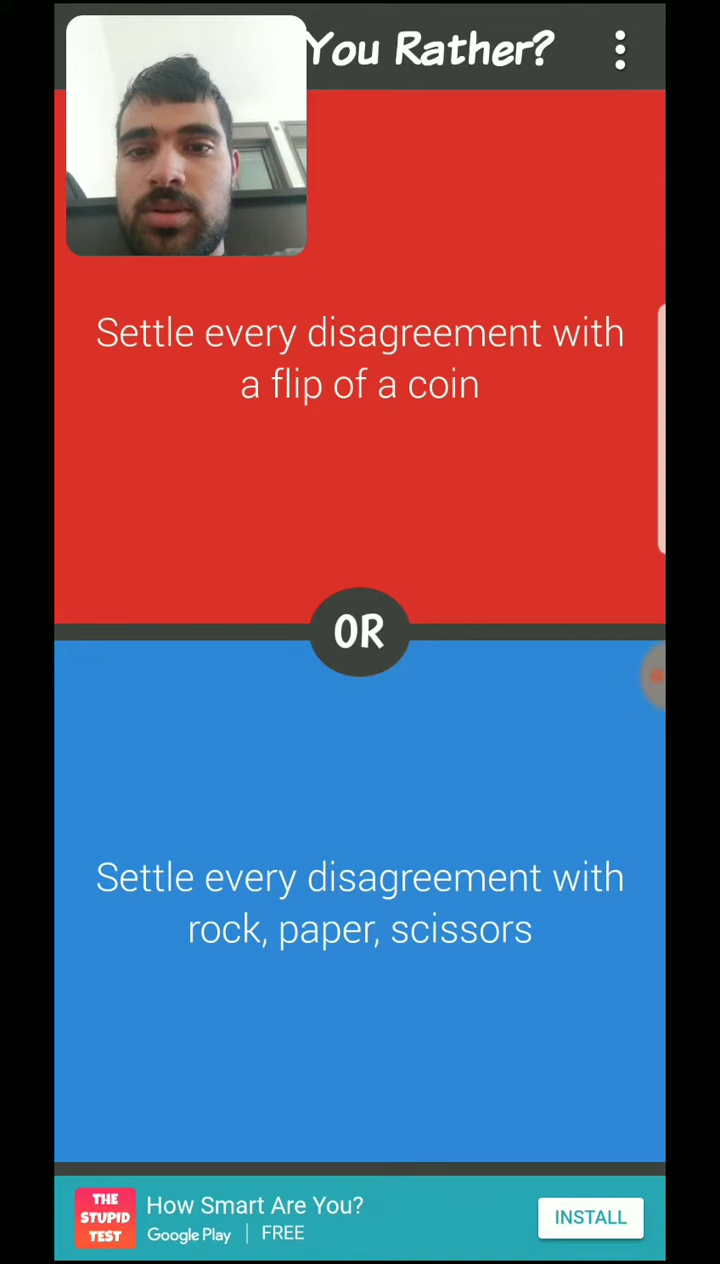 You Rather?
Settle every disagreement with
a flip of a coin
OR
Settle every disagreement with
rock, paper, scissors
THE
STUPID
TEST
How Smart Are You?
Google Play | FREE
INSTALL